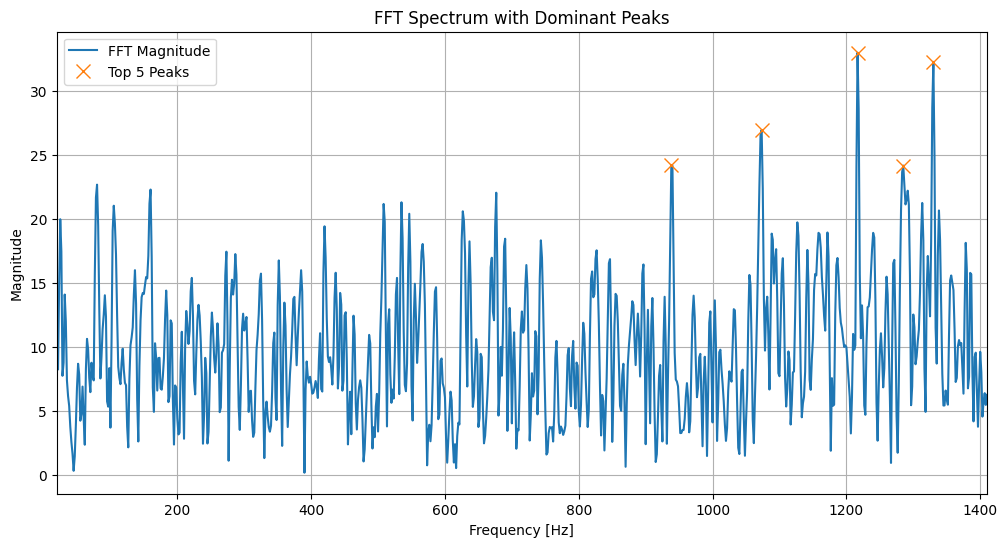 FFT Spectrum with Dominant Peaks
FFT Magnitude
Top 5 Peaks
Magnitude
30
25
20
15
10
5
0
200 400 600 800 1000 1200 1400
Frequency [Hz]